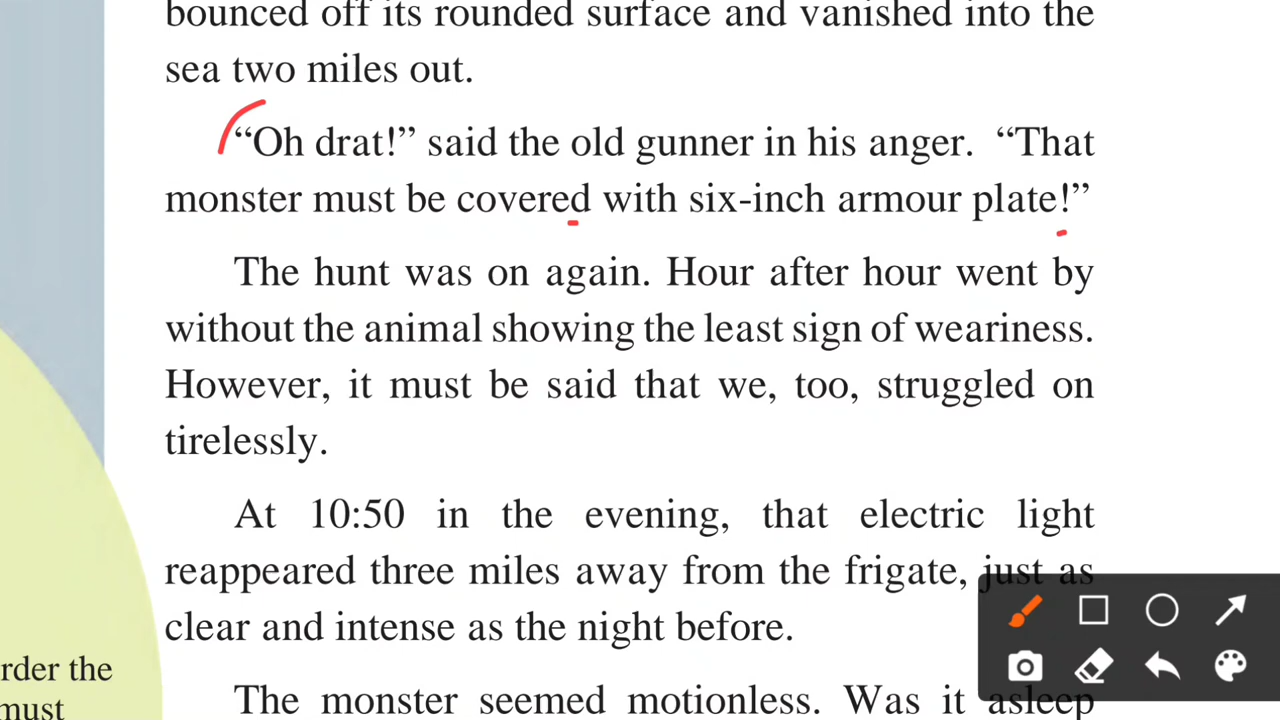 bounced off its rounded surface and vanished into the
sea two miles out.
“Oh drat!” said the old gunner in his anger. “That
monster must be covered with six-inch armour plate!”
The hunt was on again. Hour after hour went by
without the animal showing the least sign of weariness.
However, it must be said that we, too, struggled on
tirelessly.
At 10:50 in the evening, that electric light
reappeared three miles away from the frigate, just as
clear and intense as the night before.
rder the
must
The monster seemed motionless. Was it asleep